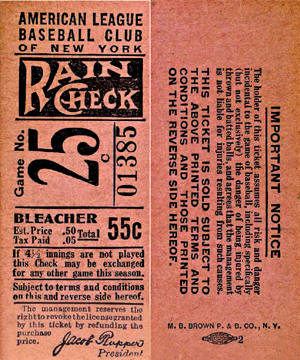 AMERICAN LEAGUE
BASEBALL CLUB
OF NEW YORK
RAIN
CHECK
Game No.
25
C
01385
BLEACHER
Est. Price .50
Tax Paid .05
Total 55c
If 4½ innings are not played
this Check may be exchanged
for any other game this season.
Subject to terms and conditions
on this and reverse side hereof.
The management reserves the
right to revoke the license granted
by this ticket by refunding the
purchase price.
Jacob Ruppert
President
IMPORTANT NOTICE
The holder of this ticket assumes all risk and danger
incidental to the game of baseball, including specifically
(but not exclusively) the danger of being injured by
thrown and batted balls, and agrees that the management
is not liable for injuries resulting from such causes.
THIS TICKET IS SOLD SUBJECT TO
THE ABOVE PRINTED TERMS AND
CONDITIONS AND THOSE PRINTED
ON THE REVERSE SIDE HEREOF.
M. B. BROWN P. & B. CO., N. Y.
2